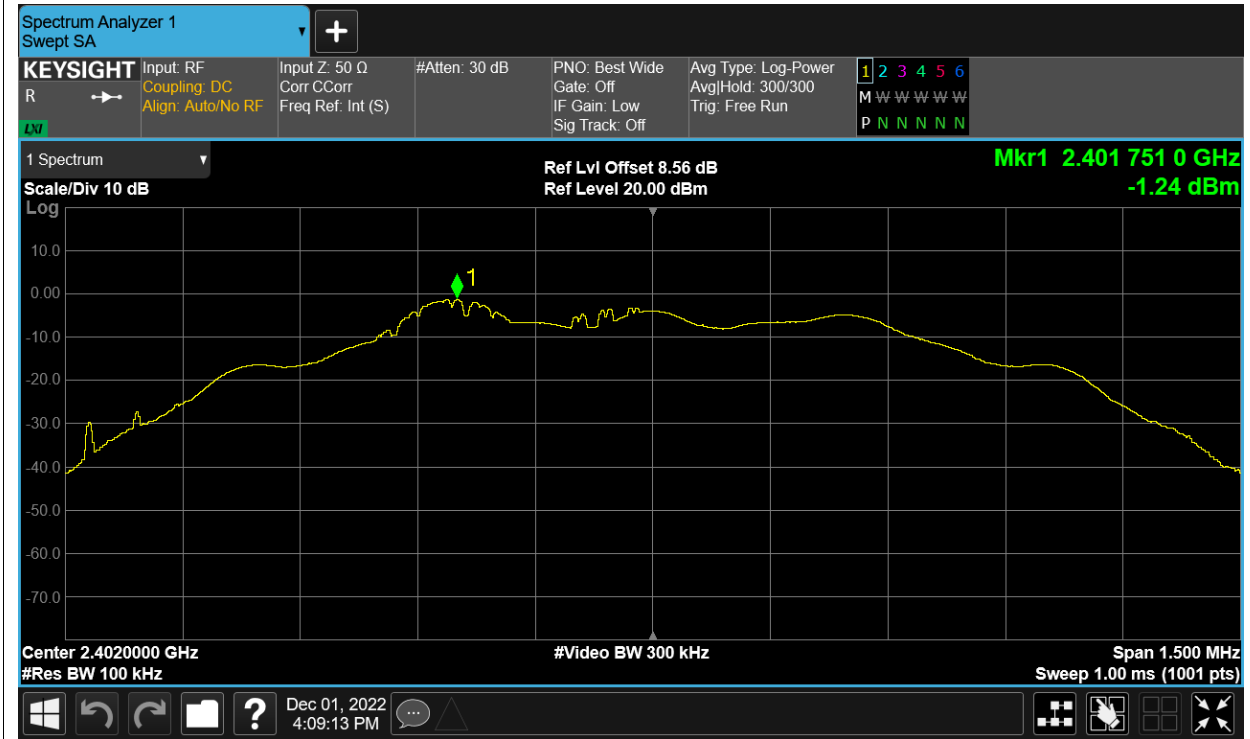 Spectrum Analyzer 1
Swept SA
+
KEYSIGHT
R
LXI
Input: RF
Coupling: DC
Align: Auto/No RF
Input Z: 50 Ω
Corr CCorr
Freq Ref: Int (S)
#Atten: 30 dB
PNO: Best Wide
Gate: Off
IF Gain: Low
Sig Track: Off
Avg Type: Log-Power
Avg|Hold: 300/300
Trig: Free Run
1 2 3 4 5 6
M W W W W W W
P N N N N N N
1 Spectrum
Scale/Div 10 dB
Log
Ref Lvl Offset 8.56 dB
Ref Level 20.00 dBm
Mkr1 2.401 751 0 GHz
-1.24 dBm
10.0
0.00
-10.0
-20.0
-30.0
-40.0
-50.0
-60.0
-70.0
1
Center 2.4020000 GHz
#Res BW 100 kHz
#Video BW 300 kHz
Span 1.500 MHz
Sweep 1.00 ms (1001 pts)
?
Dec 01, 2022
4:09:13 PM